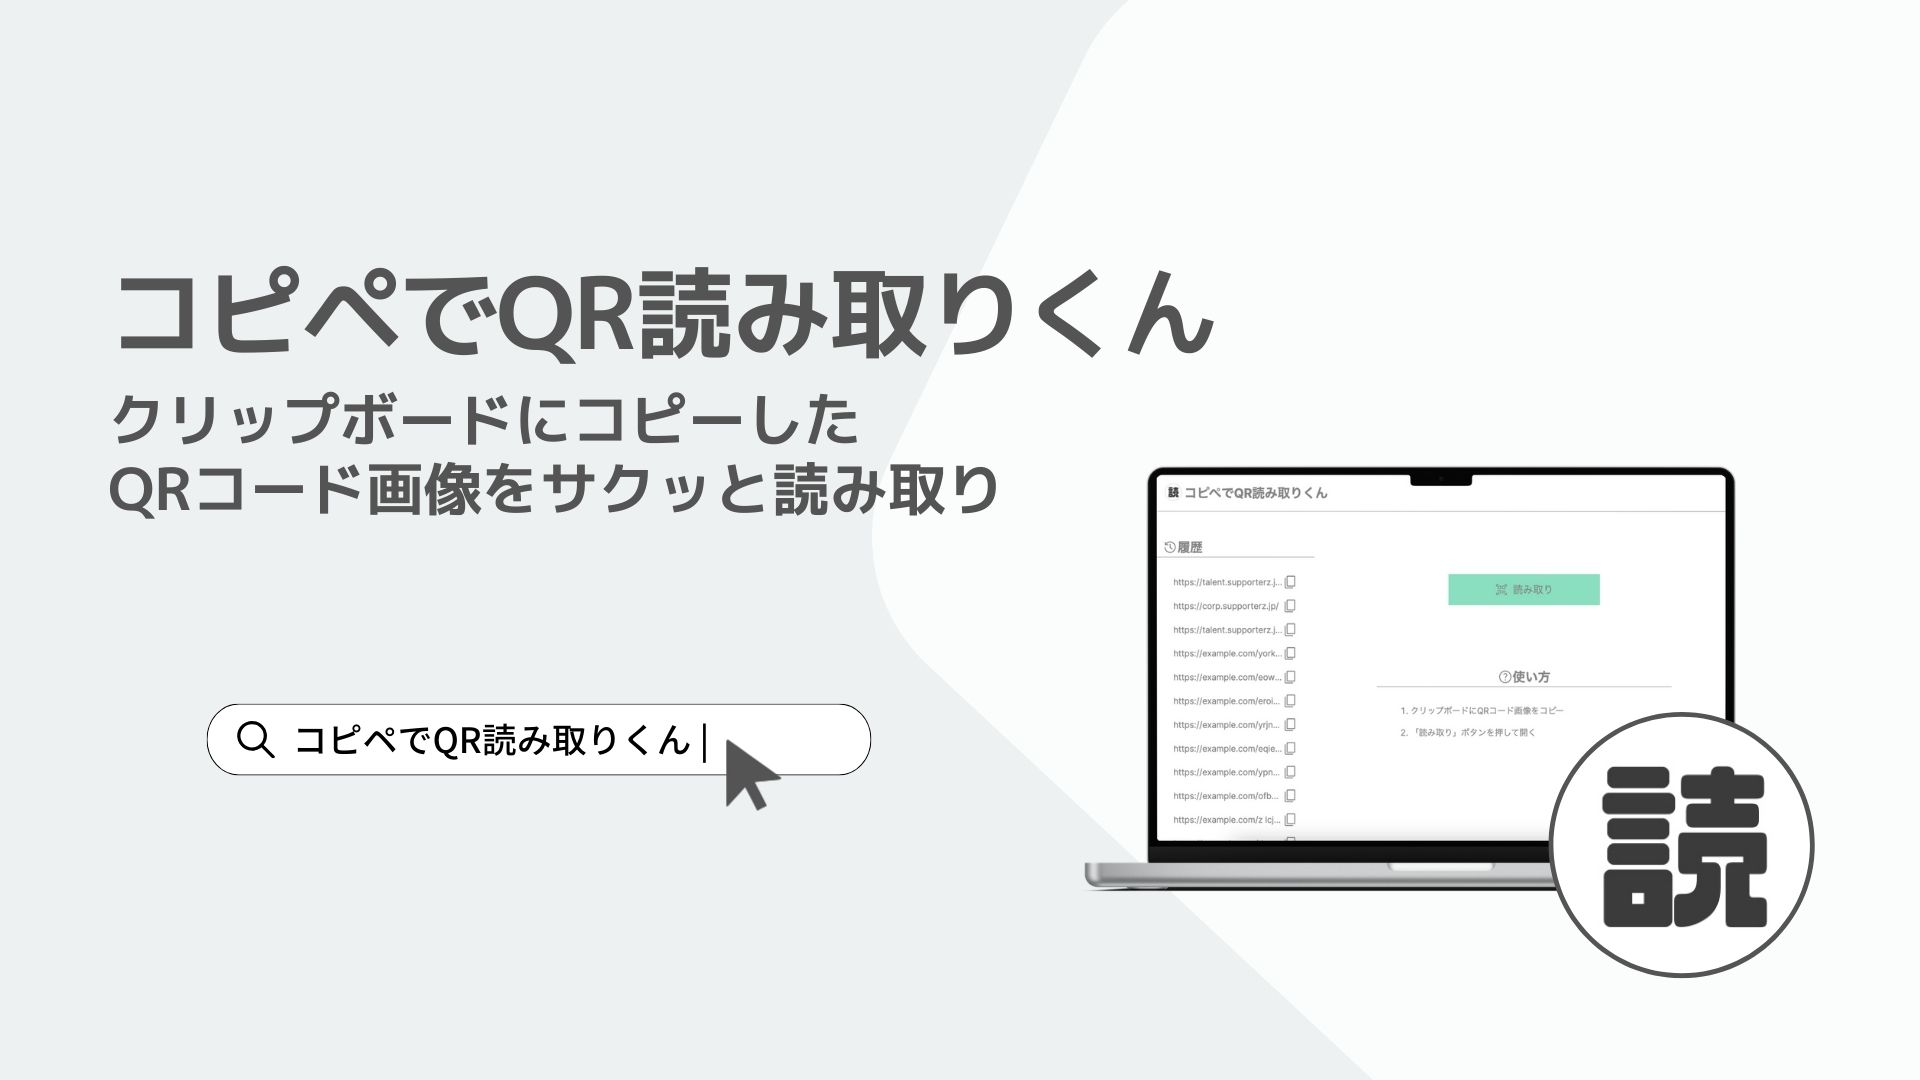 コピペでQR読み取りくん
クリップボードにコピーした
QRコード画像をサクッと読み取り
コピペでQR読み取りくん
読 コピペでQR読み取りくん
履歴
https://talent.supporterz.j...
https://corp.supporterz.jp/
https://talent.supporterz.j...
https://example.com/york...
https://example.com/eow...
https://example.com/eroi...
https://example.com/yrjn...
https://example.com/eqie...
https://example.com/ypn...
https://example.com/ofb...
https://example.com/z lcj...
読み取り
使い方
1. クリップボードにQRコード画像をコピー
2. 「読み取り」ボタンを押して開く
読